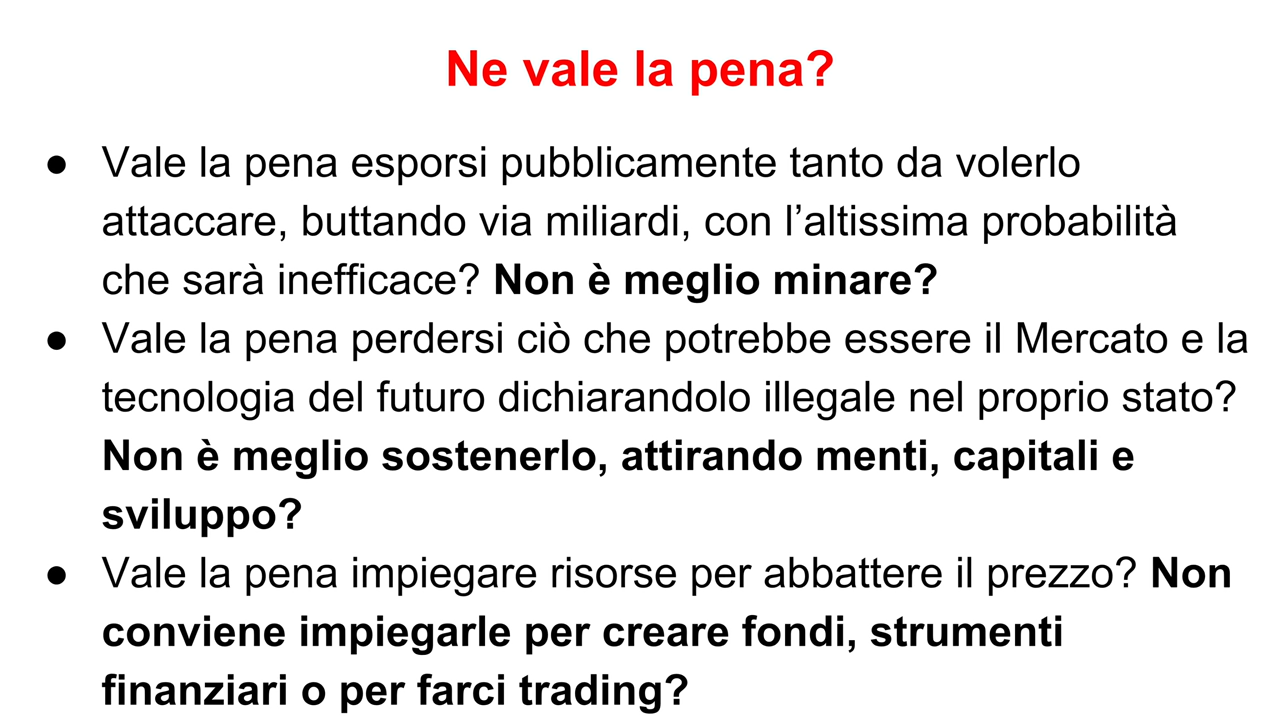 Ne vale la pena?
● Vale la pena esporsi pubblicamente tanto da volerlo
attaccare, buttando via miliardi, con l’altissima probabilità
che sarà inefficace? Non è meglio minare?
● Vale la pena perdersi ciò che potrebbe essere il Mercato e la
tecnologia del futuro dichiarandolo illegale nel proprio stato?
Non è meglio sostenerlo, attirando menti, capitali e
sviluppo?
● Vale la pena impiegare risorse per abbattere il prezzo? Non
conviene impiegarle per creare fondi, strumenti
finanziari o per farci trading?